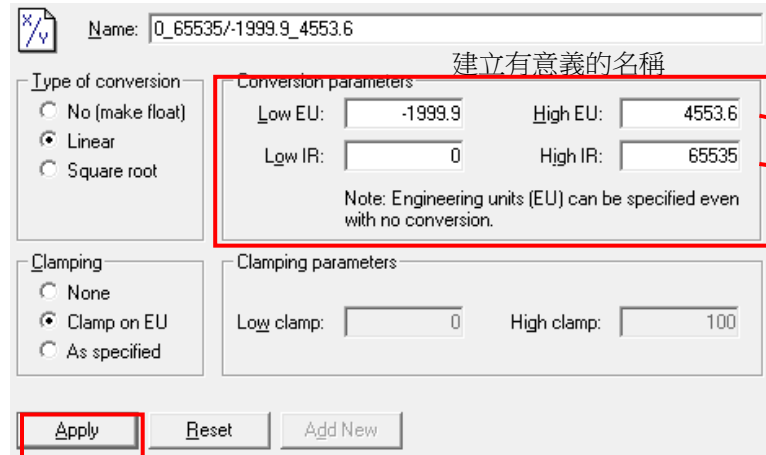 X/Y
Name: 0_65535/-1999.9_4553.6
建立有意義的名稱
Type of conversion
No (make float)
Linear
Square root
Conversion parameters
Low EU: -1999.9 High EU: 4553.6
Low IR: 0 High IR: 65535
Note: Engineering units (EU) can be specified even
with no conversion.
Clamping
None
Clamp on EU
As specified
Clamping parameters
Low clamp: 0 High clamp: 100
Apply Reset Add New